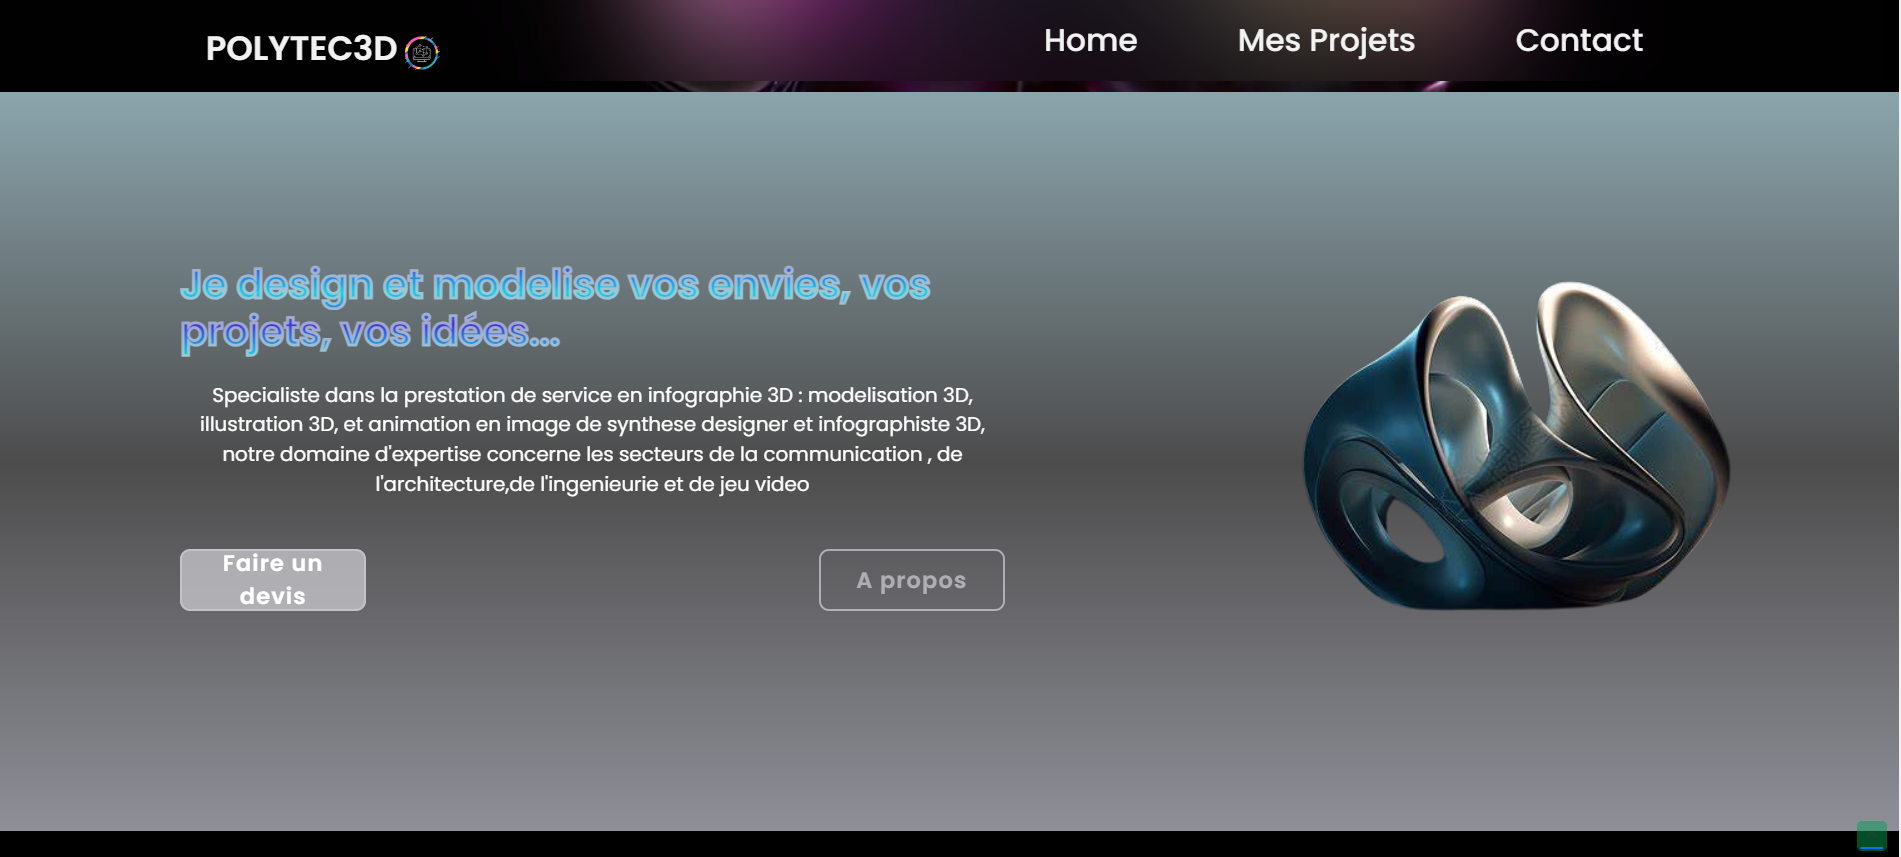 POLYTEC3D
Home
Mes Projets
Contact
Je design et modelise vos envies, vos
projets, vos idées...
Specialiste dans la prestation de service en infographie 3D : modelisation 3D,
illustration 3D, et animation en image de synthese designer et infographiste 3D,
notre domaine d'expertise concerne les secteurs de la communication , de
l'architecture,de l'ingenieurie et de jeu video
Faire un
devis
A propos